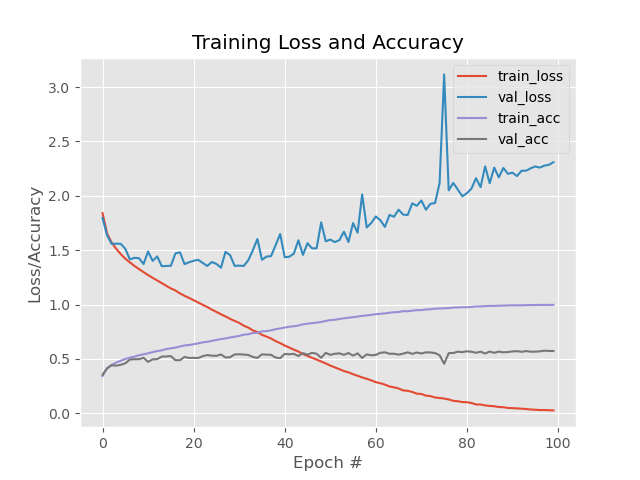 Training Loss and Accuracy
train_loss
val_loss
train_acc
val_acc
3.0
2.5
2.0
1.5
1.0
0.5
0.0
Loss/Accuracy
0 20 40 60 80 100
Epoch #